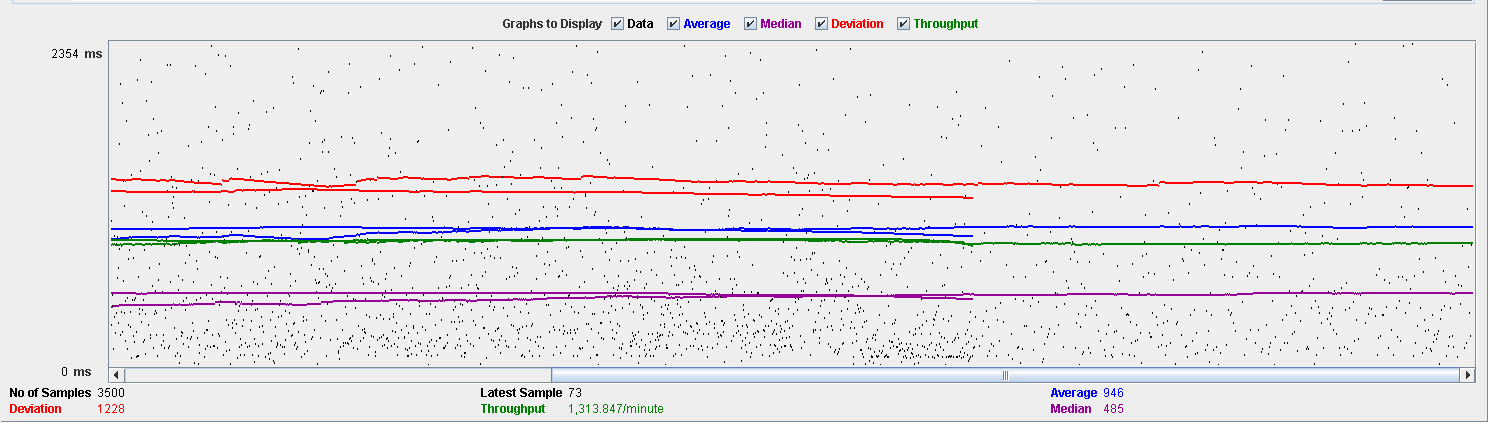 Graphs to Display Data Average Median Deviation Throughput
2354 ms
0 ms
No of Samples 3500 Latest Sample 73 Average 946
Deviation 1228 Throughput 1,313.847/minute Median 485